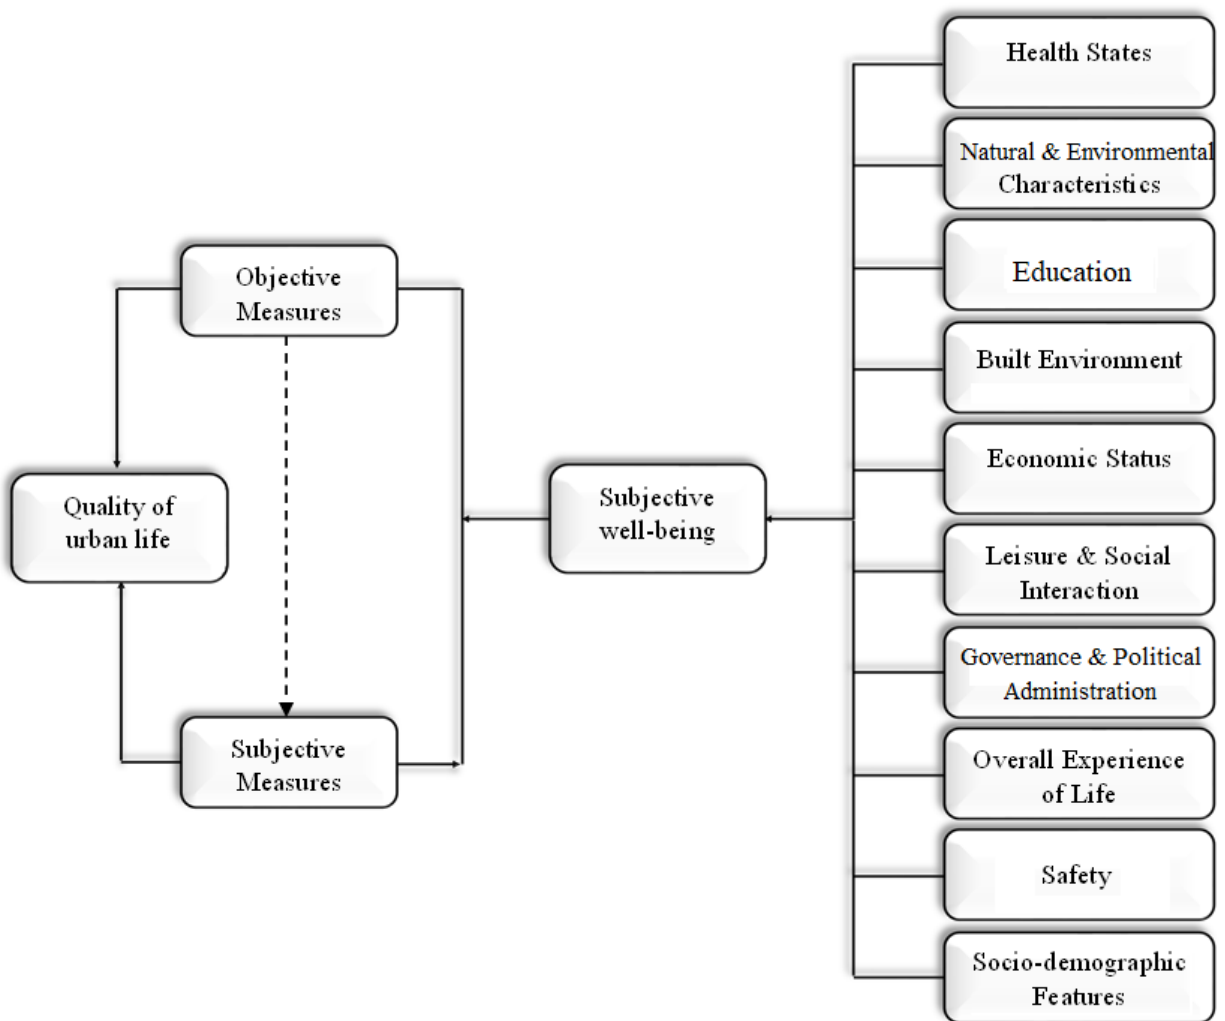 Health States
Natural & Environmental
Characteristics
Education
Built Environment
Economic Status
Leisure & Social
Interaction
Governance & Political
Administration
Overall Experience
of Life
Safety
Socio-demographic
Features
Subjective
well-being
Objective
Measures
Subjective
Measures
Quality of
urban life